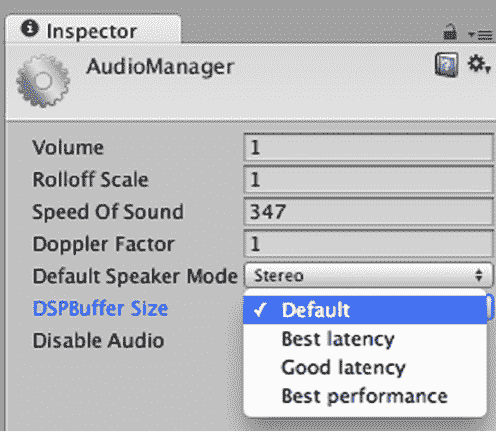 Inspector
AudioManager
Volume 1
Rolloff Scale 1
Speed Of Sound 347
Doppler Factor 1
Default Speaker Mode Stereo
DSPBuffer Size ✓ Default
Best latency
Disable Audio
Good latency
Best performance